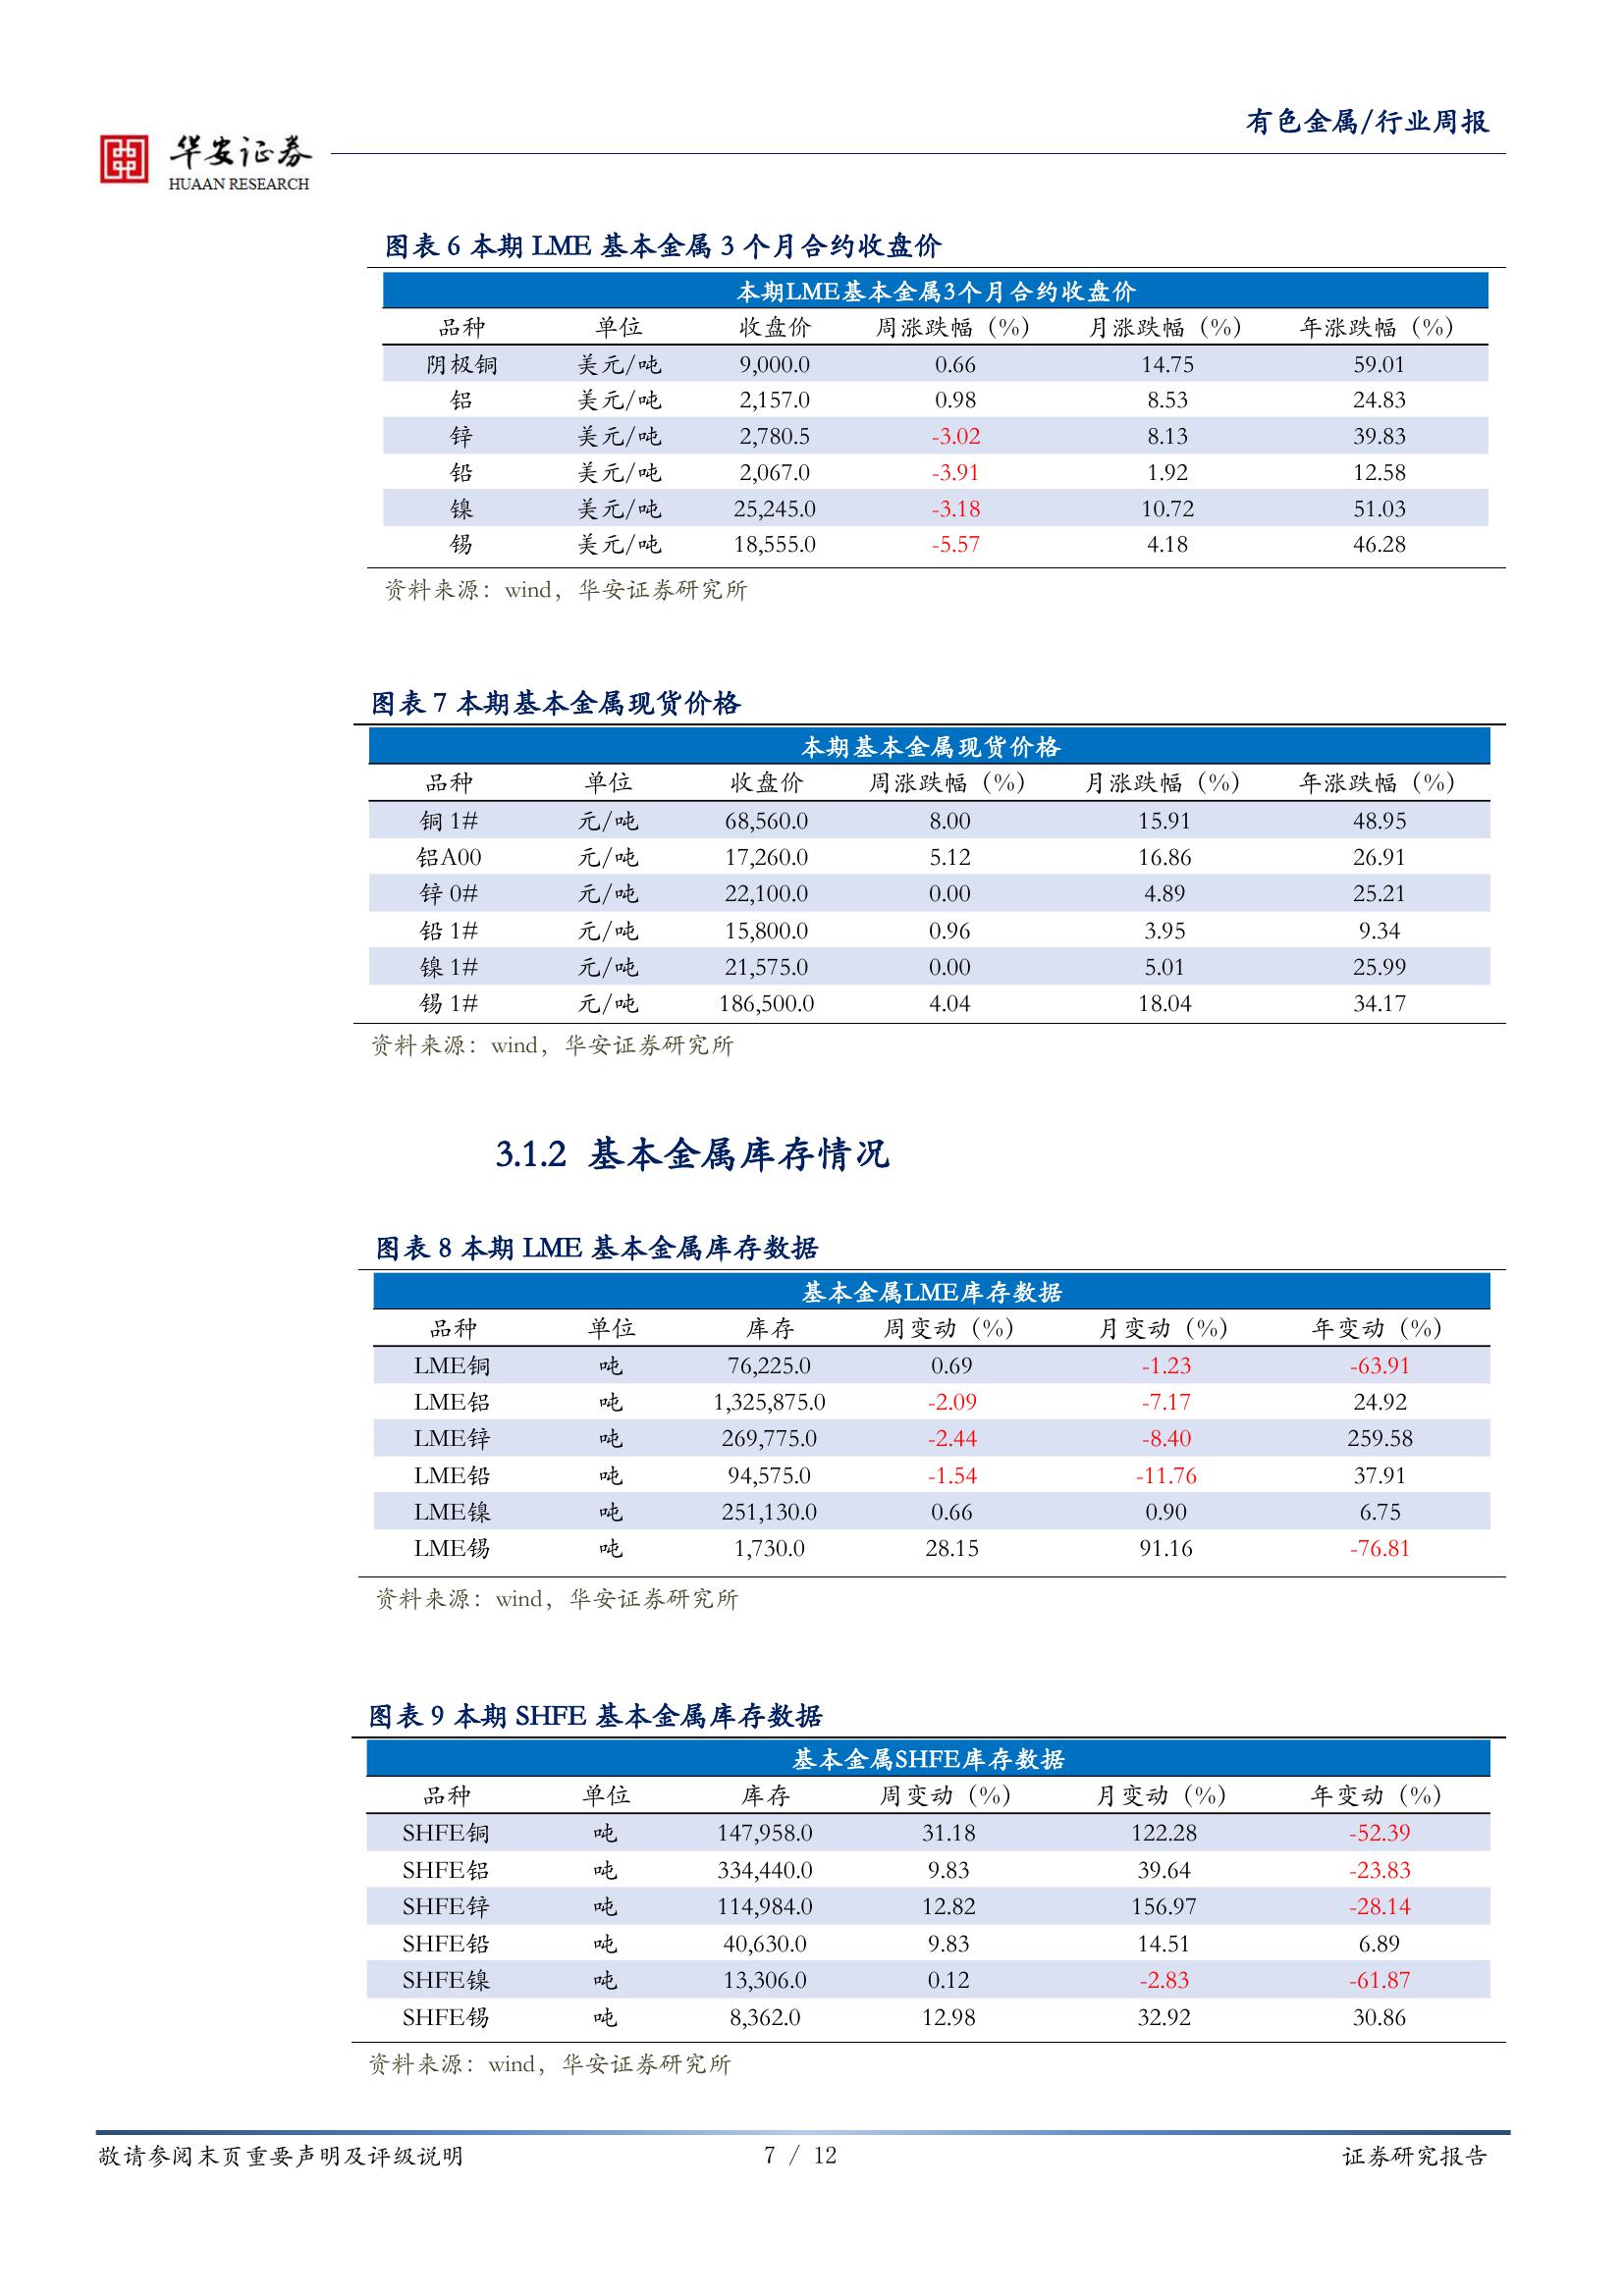 有色金属/行业周报
华安证券
HUAAN RESEARCH
图表 6 本期 LME 基本金属 3 个月合约收盘价
本期LME基本金属3个月合约收盘价
品种 单位 收盘价 周涨跌幅（%） 月涨跌幅（%） 年涨跌幅（%）
阴极铜 美元/吨 9,000.0 0.66 14.75 59.01
铝 美元/吨 2,157.0 0.98 8.53 24.83
锌 美元/吨 2,780.5 -3.02 8.13 39.83
铅 美元/吨 2,067.0 -3.91 1.92 12.58
镍 美元/吨 25,245.0 -3.18 10.72 51.03
锡 美元/吨 18,555.0 -5.57 4.18 46.28
资料来源：wind，华安证券研究所
图表 7 本期基本金属现货价格
本期基本金属现货价格
品种 单位 收盘价 周涨跌幅（%） 月涨跌幅（%） 年涨跌幅（%）
铜 1# 元/吨 68,560.0 8.00 15.91 48.95
铝A00 元/吨 17,260.0 5.12 16.86 26.91
锌 0# 元/吨 22,100.0 0.00 4.89 25.21
铅 1# 元/吨 15,800.0 0.96 3.95 9.34
镍 1# 元/吨 21,575.0 0.00 5.01 25.99
锡 1# 元/吨 186,500.0 4.04 18.04 34.17
资料来源：wind，华安证券研究所
3.1.2 基本金属库存情况
图表 8 本期 LME 基本金属库存数据
基本金属LME库存数据
品种 单位 库存 周变动（%） 月变动（%） 年变动（%）
LME铜 吨 76,225.0 0.69 -1.23 -63.91
LME铝 吨 1,325,875.0 -2.09 -7.17 24.92
LME锌 吨 269,775.0 -2.44 -8.40 259.58
LME铅 吨 94,575.0 -1.54 -11.76 37.91
LME镍 吨 251,130.0 0.66 0.90 6.75
LME锡 吨 1,730.0 28.15 91.16 -76.81
资料来源：wind，华安证券研究所
图表 9 本期 SHFE 基本金属库存数据
基本金属SHFE库存数据
品种 单位 库存 周变动（%） 月变动（%） 年变动（%）
SHFE铜 吨 147,958.0 31.18 122.28 -52.39
SHFE铝 吨 334,440.0 9.83 39.64 -23.83
SHFE锌 吨 114,984.0 12.82 156.97 -28.14
SHFE铅 吨 40,630.0 9.83 14.51 6.89
SHFE镍 吨 13,306.0 0.12 -2.83 -61.87
SHFE锡 吨 8,362.0 12.98 32.92 30.86
资料来源：wind，华安证券研究所
敬请参阅末页重要声明及评级说明 7 / 12 证券研究报告